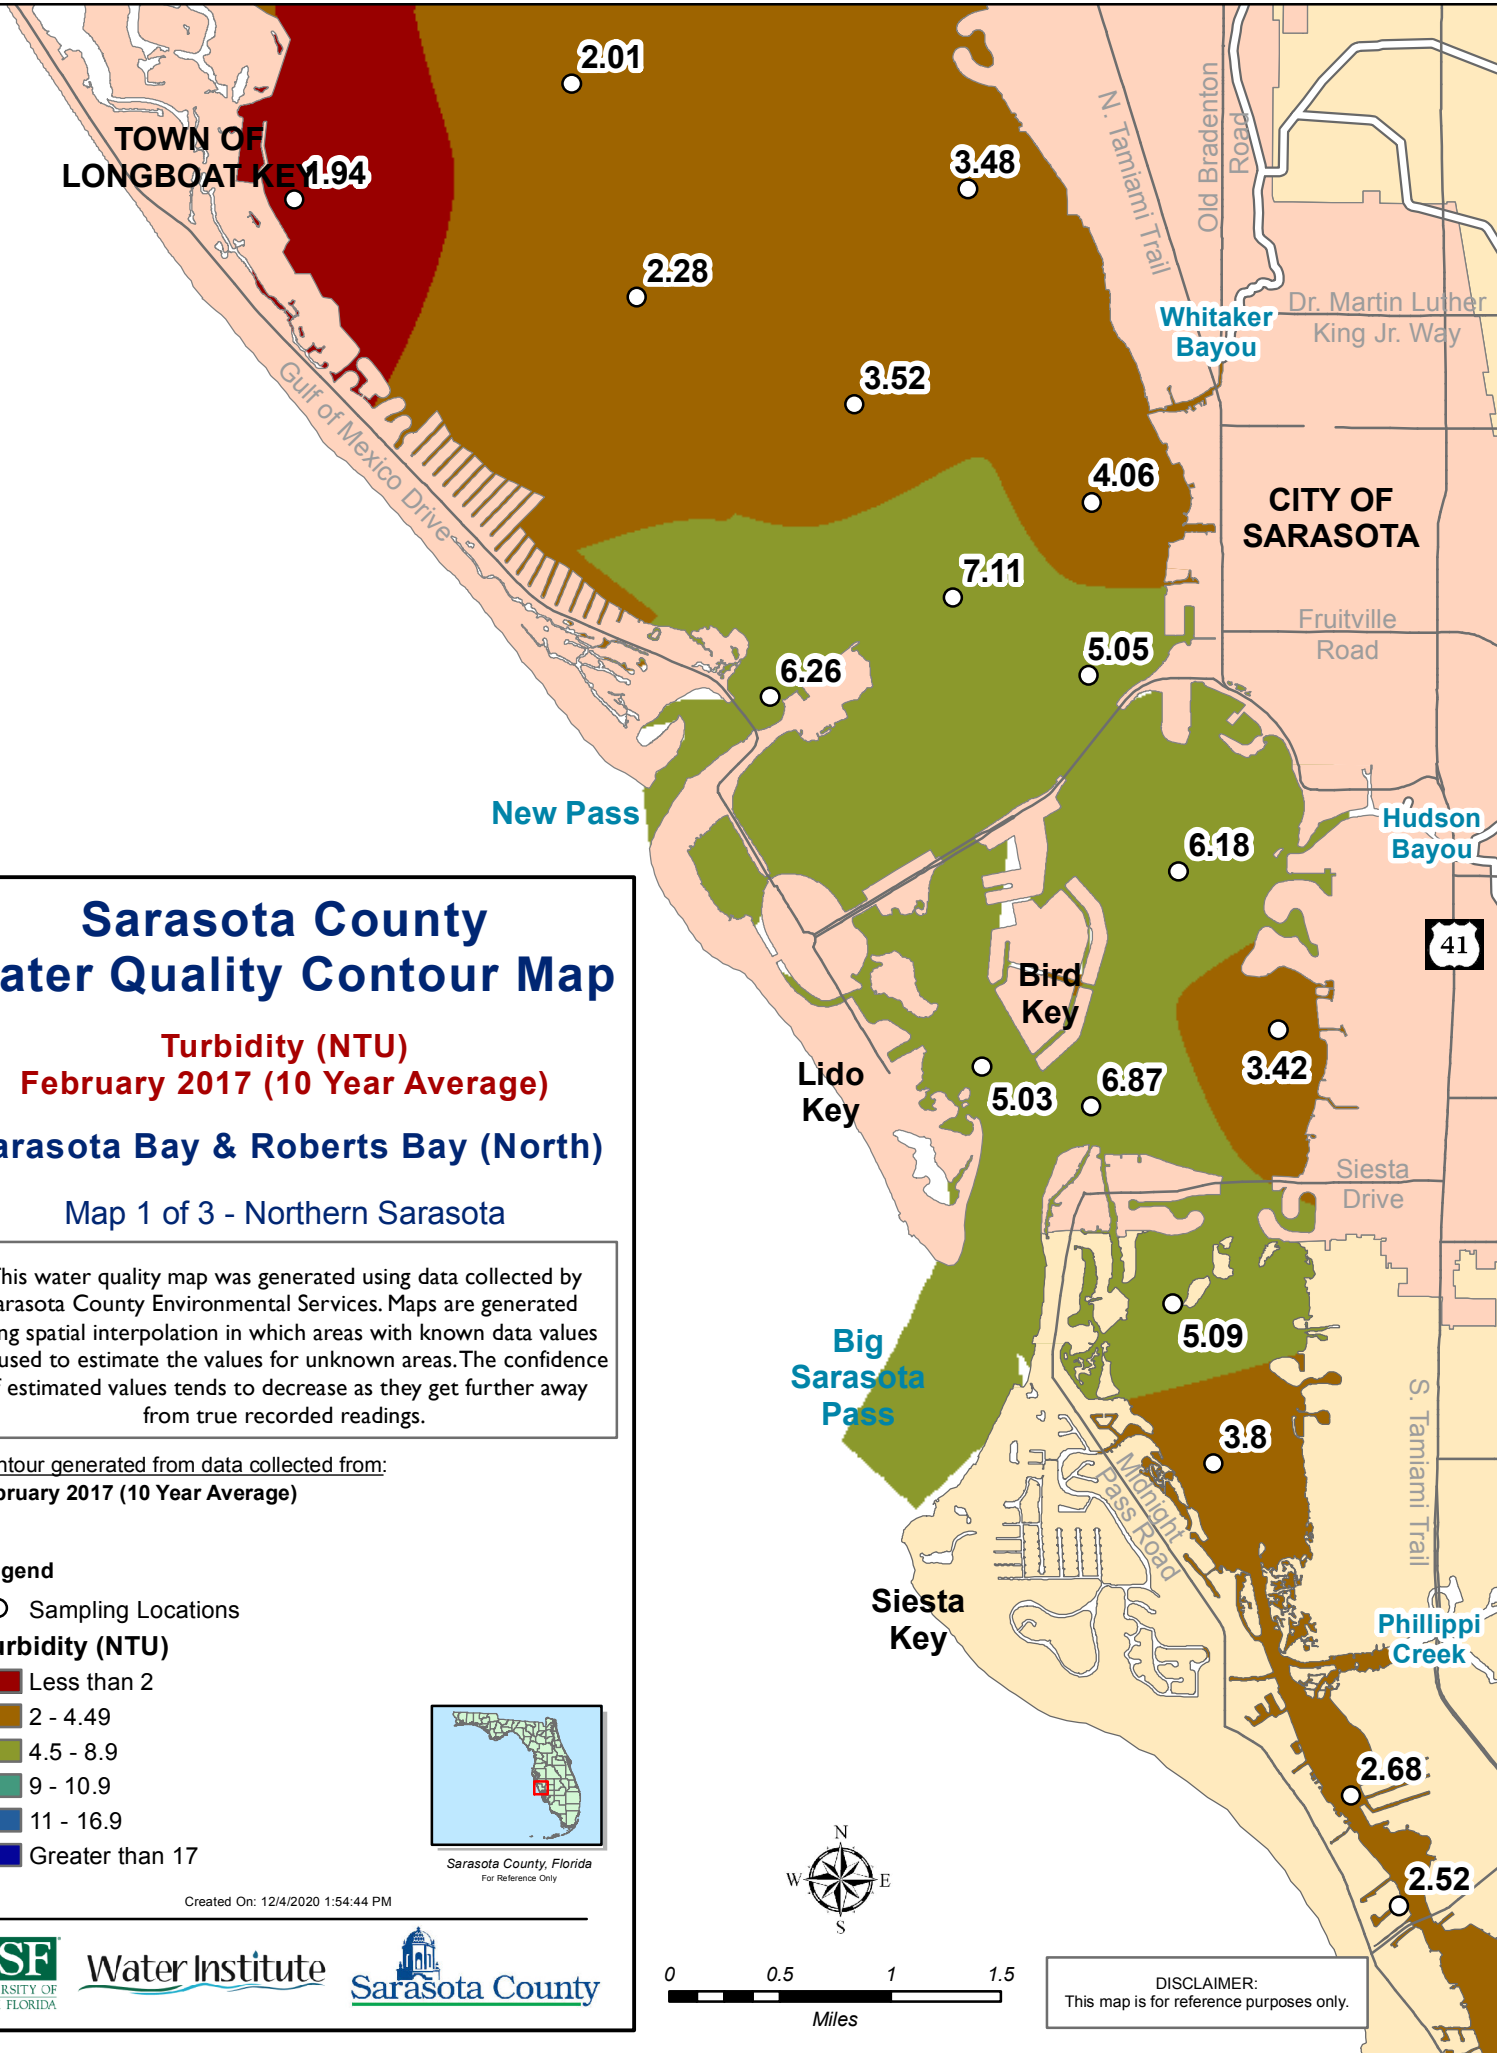 2.01
TOWN OF
LONGBOAT KEY
1.94
3.48
2.28
3.52
4.06
7.11
5.05
6.26
6.18
3.42
5.03
6.87
5.09
3.8
2.68
2.52
N. Tamiami Trail
Old Bradenton
Road
Whitaker
Bayou
Dr. Martin Luther
King Jr. Way
Gulf of Mexico Drive
CITY OF
SARASOTA
Fruitville
Road
New Pass
Hudson
Bayou
41
Bird
Key
Lido
Key
Siesta
Drive
Big
Sarasota
Pass
S. Tamiami Trail
Midnight
Pass Road
Siesta
Key
Phillippi
Creek
Sarasota County
ater Quality Contour Map
Turbidity (NTU)
February 2017 (10 Year Average)
arasota Bay & Roberts Bay (North)
Map 1 of 3 - Northern Sarasota
his water quality map was generated using data collected by
arasota County Environmental Services. Maps are generated
ng spatial interpolation in which areas with known data values
used to estimate the values for unknown areas. The confidence
f estimated values tends to decrease as they get further away
from true recorded readings.
ntour generated from data collected from:
bruary 2017 (10 Year Average)
gend
Sampling Locations
urbidity (NTU)
Less than 2
2 - 4.49
4.5 - 8.9
9 - 10.9
11 - 16.9
Greater than 17
Sarasota County, Florida
For Reference Only
Created On: 12/4/2020 1:54:44 PM
SF
RSITY OF
FLORIDA
Water Institute
Sarasota County
N
W E
S
0 0.5 1 1.5
Miles
DISCLAIMER:
This map is for reference purposes only.